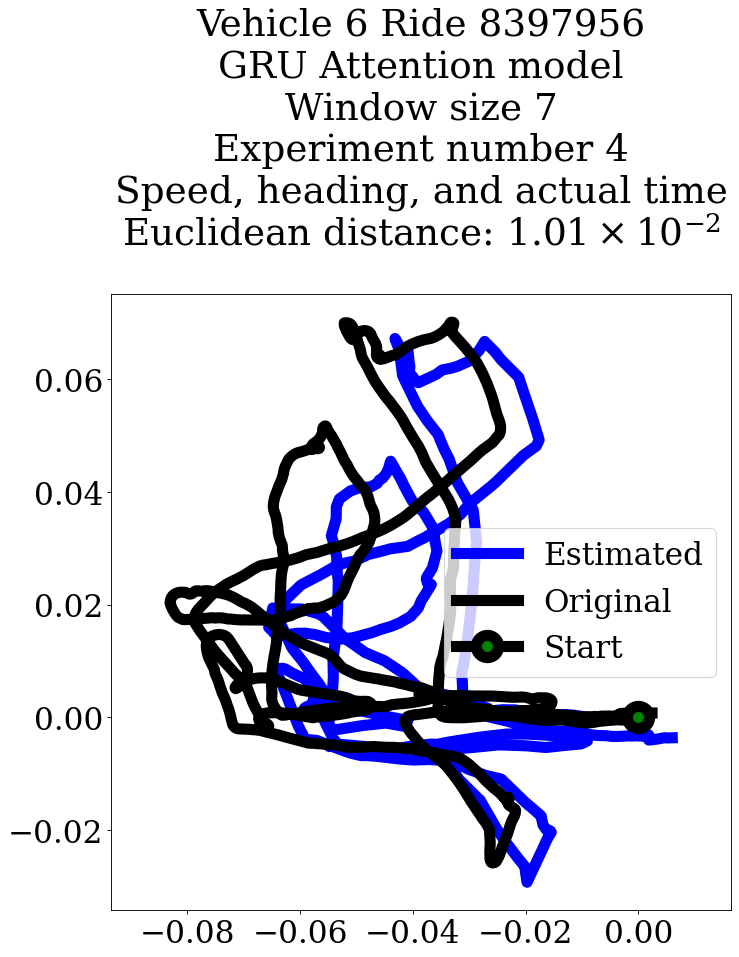 Vehicle 6 Ride 8397956
GRU Attention model
Window size 7
Experiment number 4
Speed, heading, and actual time
Euclidean distance: 1.01 × 10⁻²
0.06
0.04
0.02
0.00
−0.02
Estimated
Original
Start
−0.08 −0.06 −0.04 −0.02 0.00